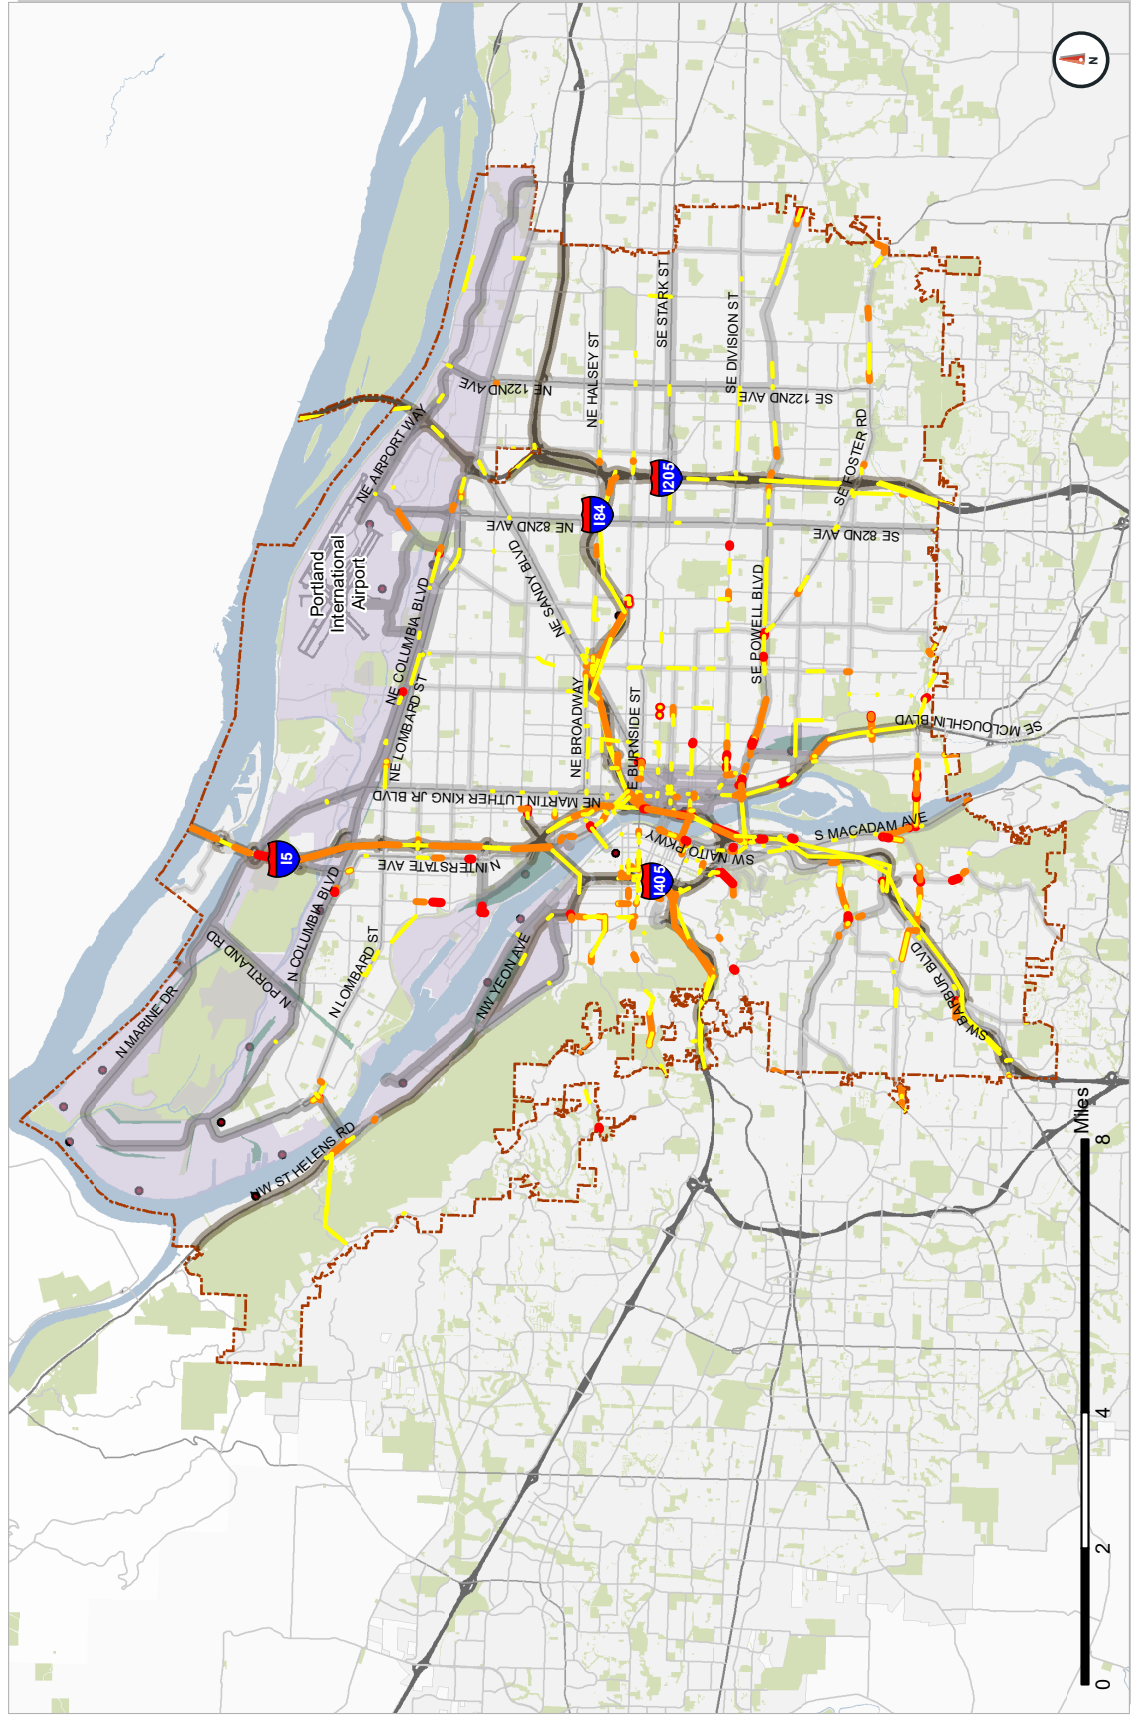 N
NE AIRPORT WAY
NE 122ND AVE
NE HALSEY ST
SE STARK ST
SE DIVISION ST
SE 122ND AVE
SE FOSTER RD
I205
I84
NE 82ND AVE
SE 82ND AVE
Portland
International
Airport
NE COLUMBIA BLVD
NE LOMBARD ST
NE SANDY BLVD
NE BROADWAY
E BURNSIDE ST
SE POWELL BLVD
SE MCLOUGHLIN BLVD
NE MARTIN LUTHER KING JR BLVD
I5
N INTERSTATE AVE
SW NAITO PKWY
S MACADAM AVE
I405
N COLUMBIA BLVD
N PORTLAND RD
N MARINE DR
N LOMBARD ST
NW YEON AVE
SW BARBUR BLVD
NW ST HELENS RD
Miles
0
2
4
8